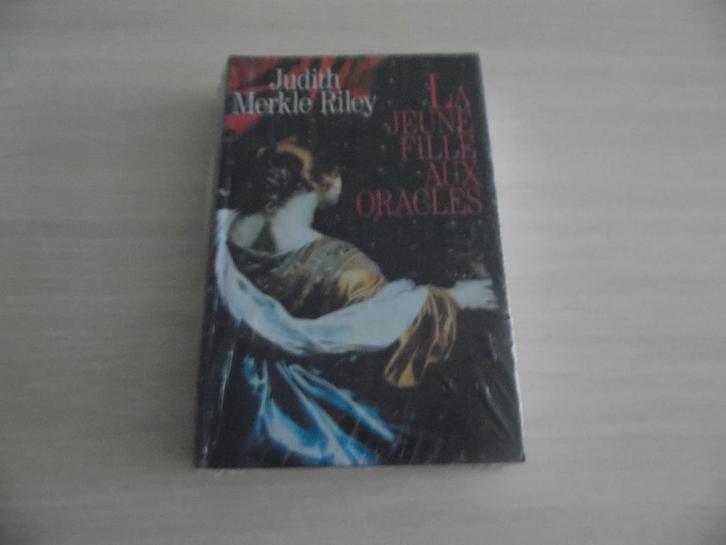 Judith
Merkle Riley
LA
JEUNE
FILLE
AUX
ORACLES